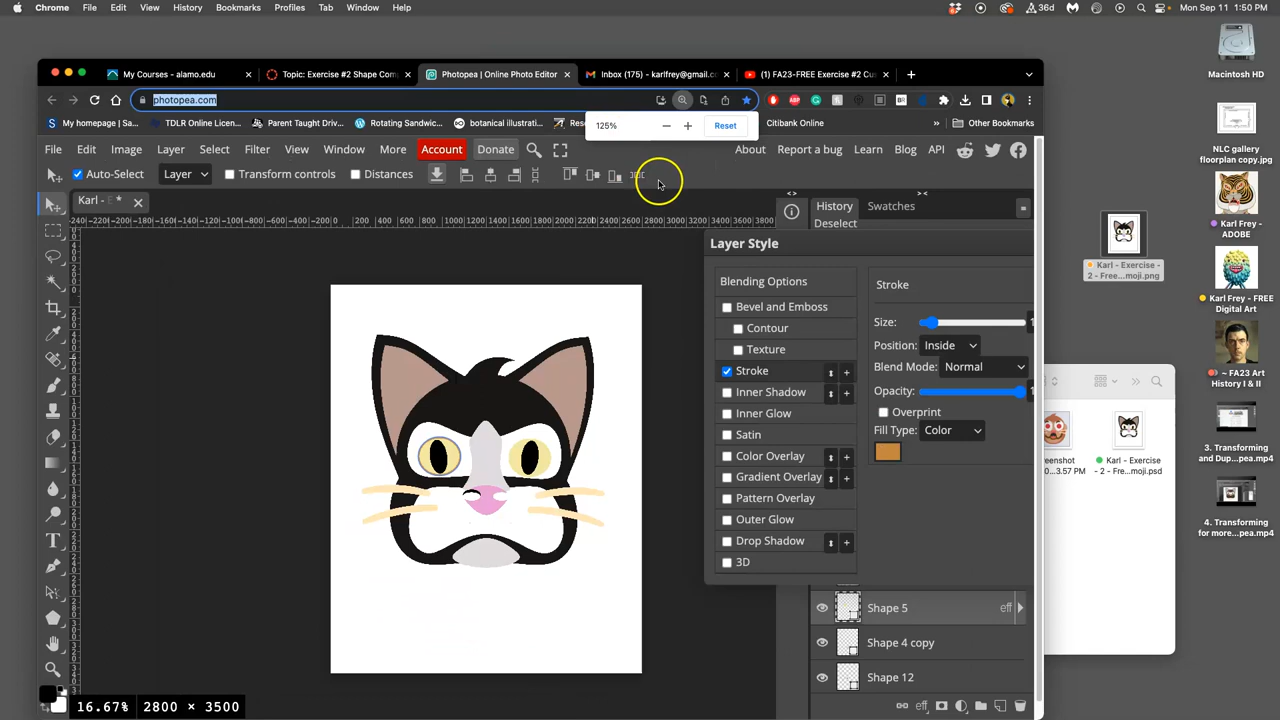 Chrome File Edit View History Bookmarks Profiles Tab Window Help 36d Mon Sep 11 1:50 PM
My Courses - alamo.edu Topic: Exercise #2 Shape Com Photopea | Online Photo Editor Inbox (175) - karlfrey@gmail.c (1) FA23-FREE Exercise #2 Cu
photopea.com
My homepage | Sa... TDLR Online Licen... Parent Taught Driv... Rotating Sandwic... botanical illustrat... Citibank Online Other Bookmarks
125% Reset
File Edit Image Layer Select Filter View Window More Account Donate About Report a bug Learn Blog API
Auto-Select Layer Transform controls Distances
Karl - E * History Swatches
Deselect
Layer Style
Blending Options
Bevel and Emboss
Contour
Texture
Stroke
Inner Shadow
Inner Glow
Satin
Color Overlay
Gradient Overlay
Pattern Overlay
Outer Glow
Drop Shadow
3D
Stroke
Size:
Position: Inside
Blend Mode: Normal
Opacity:
Overprint
Fill Type: Color
Shape 5 eff
Shape 4 copy
Shape 12
eff
16.67% 2800 × 3500
Karl - Exercise -
2 - Free...moji.png
Karl - Exercise
- 2 - Fre...moji.psd
Macintosh HD
NLC gallery
floorplan copy.jpg
Karl Frey -
ADOBE
Karl Frey - FREE
Digital Art
~ FA23 Art
History I & II
3. Transforming
and Dup...pea.mp4
4. Transforming
for more...pea.mp4